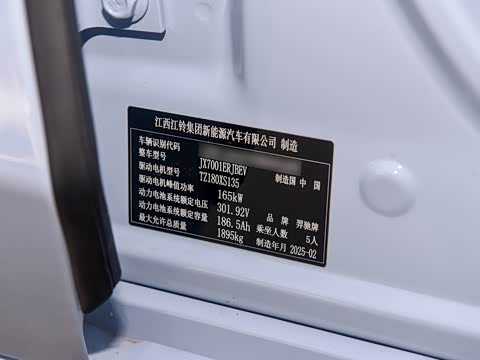 江西江铃集团新能源汽车有限公司 制造
车辆识别代码
整车型号 JX7001ERJBEV 制造国 中 国
驱动电机型号 TZ180XS135
驱动电机峰值功率 165kW
动力电池系统额定电压 301.92V 品 牌 羿驰牌
动力电池系统额定容量 186.5Ah 乘坐人数 5人
最大允许总质量 1895kg 制造年月 2025-02